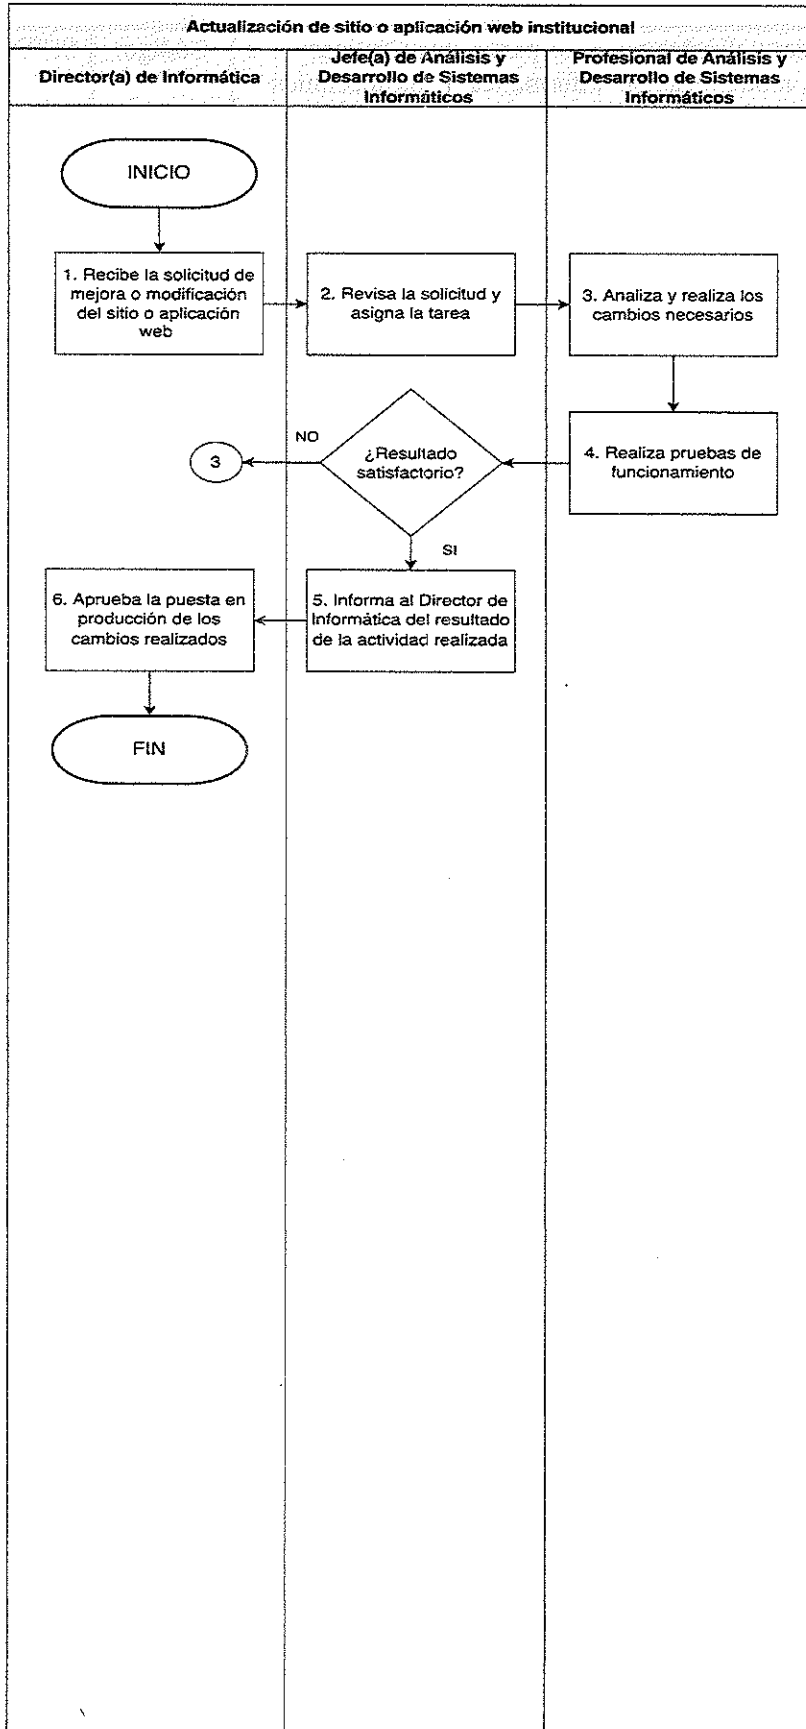 Actualización de sitio o aplicación web institucional
Director(a) de Informática
Jefe(a) de Análisis y
Desarrollo de Sistemas
Informáticos
Profesional de Análisis y
Desarrollo de Sistemas
Informáticos
INICIO
1. Recibe la solicitud de
mejora o modificación
del sitio o aplicación
web
2. Revisa la solicitud y
asigna la tarea
3. Analiza y realiza los
cambios necesarios
4. Realiza pruebas de
funcionamiento
¿Resultado
satisfactorio?
NO
3
SI
5. Informa al Director de
Informática del resultado
de la actividad realizada
6. Aprueba la puesta en
producción de los
cambios realizados
FIN